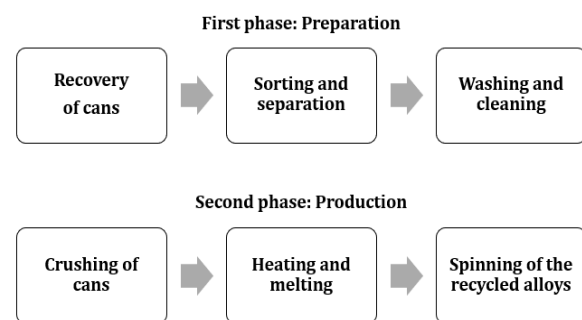 First phase: Preparation
Recovery
of cans
Sorting and
separation
Washing and
cleaning
Second phase: Production
Crushing of
cans
Heating and
melting
Spinning of the
recycled alloys